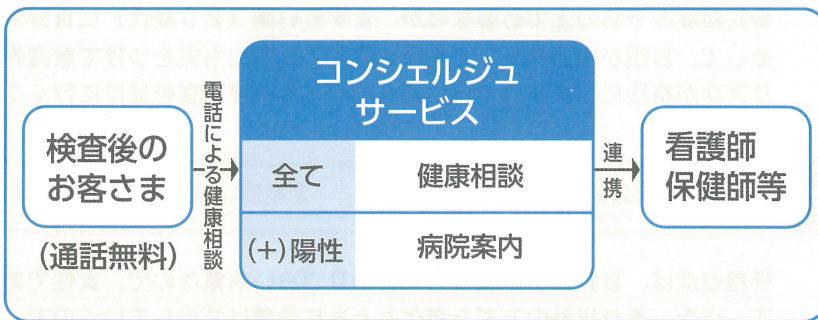 検査後の
お客さま
(通話無料)
電話による健康相談
コンシェルジュ
サービス
全て
健康相談
(+)陽性
病院案内
連携
看護師
保健師等